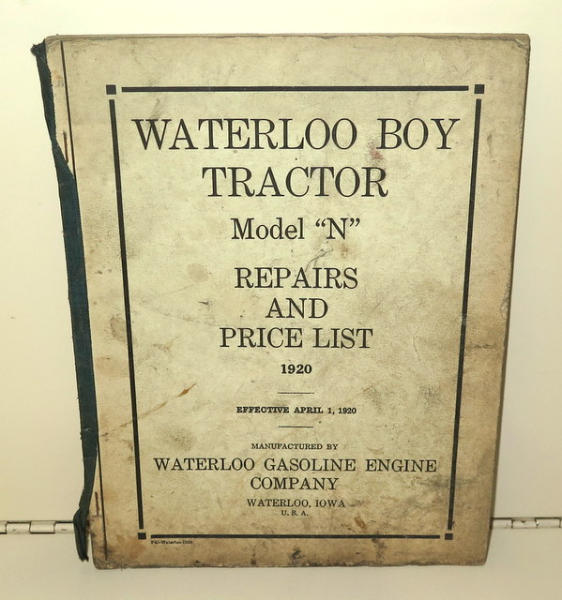 WATERLOO BOY
TRACTOR
Model “N”
REPAIRS
AND
PRICE LIST
1920
EFFECTIVE APRIL 1, 1920
MANUFACTURED BY
WATERLOO GASOLINE ENGINE
COMPANY
WATERLOO, IOWA
U. S. A.